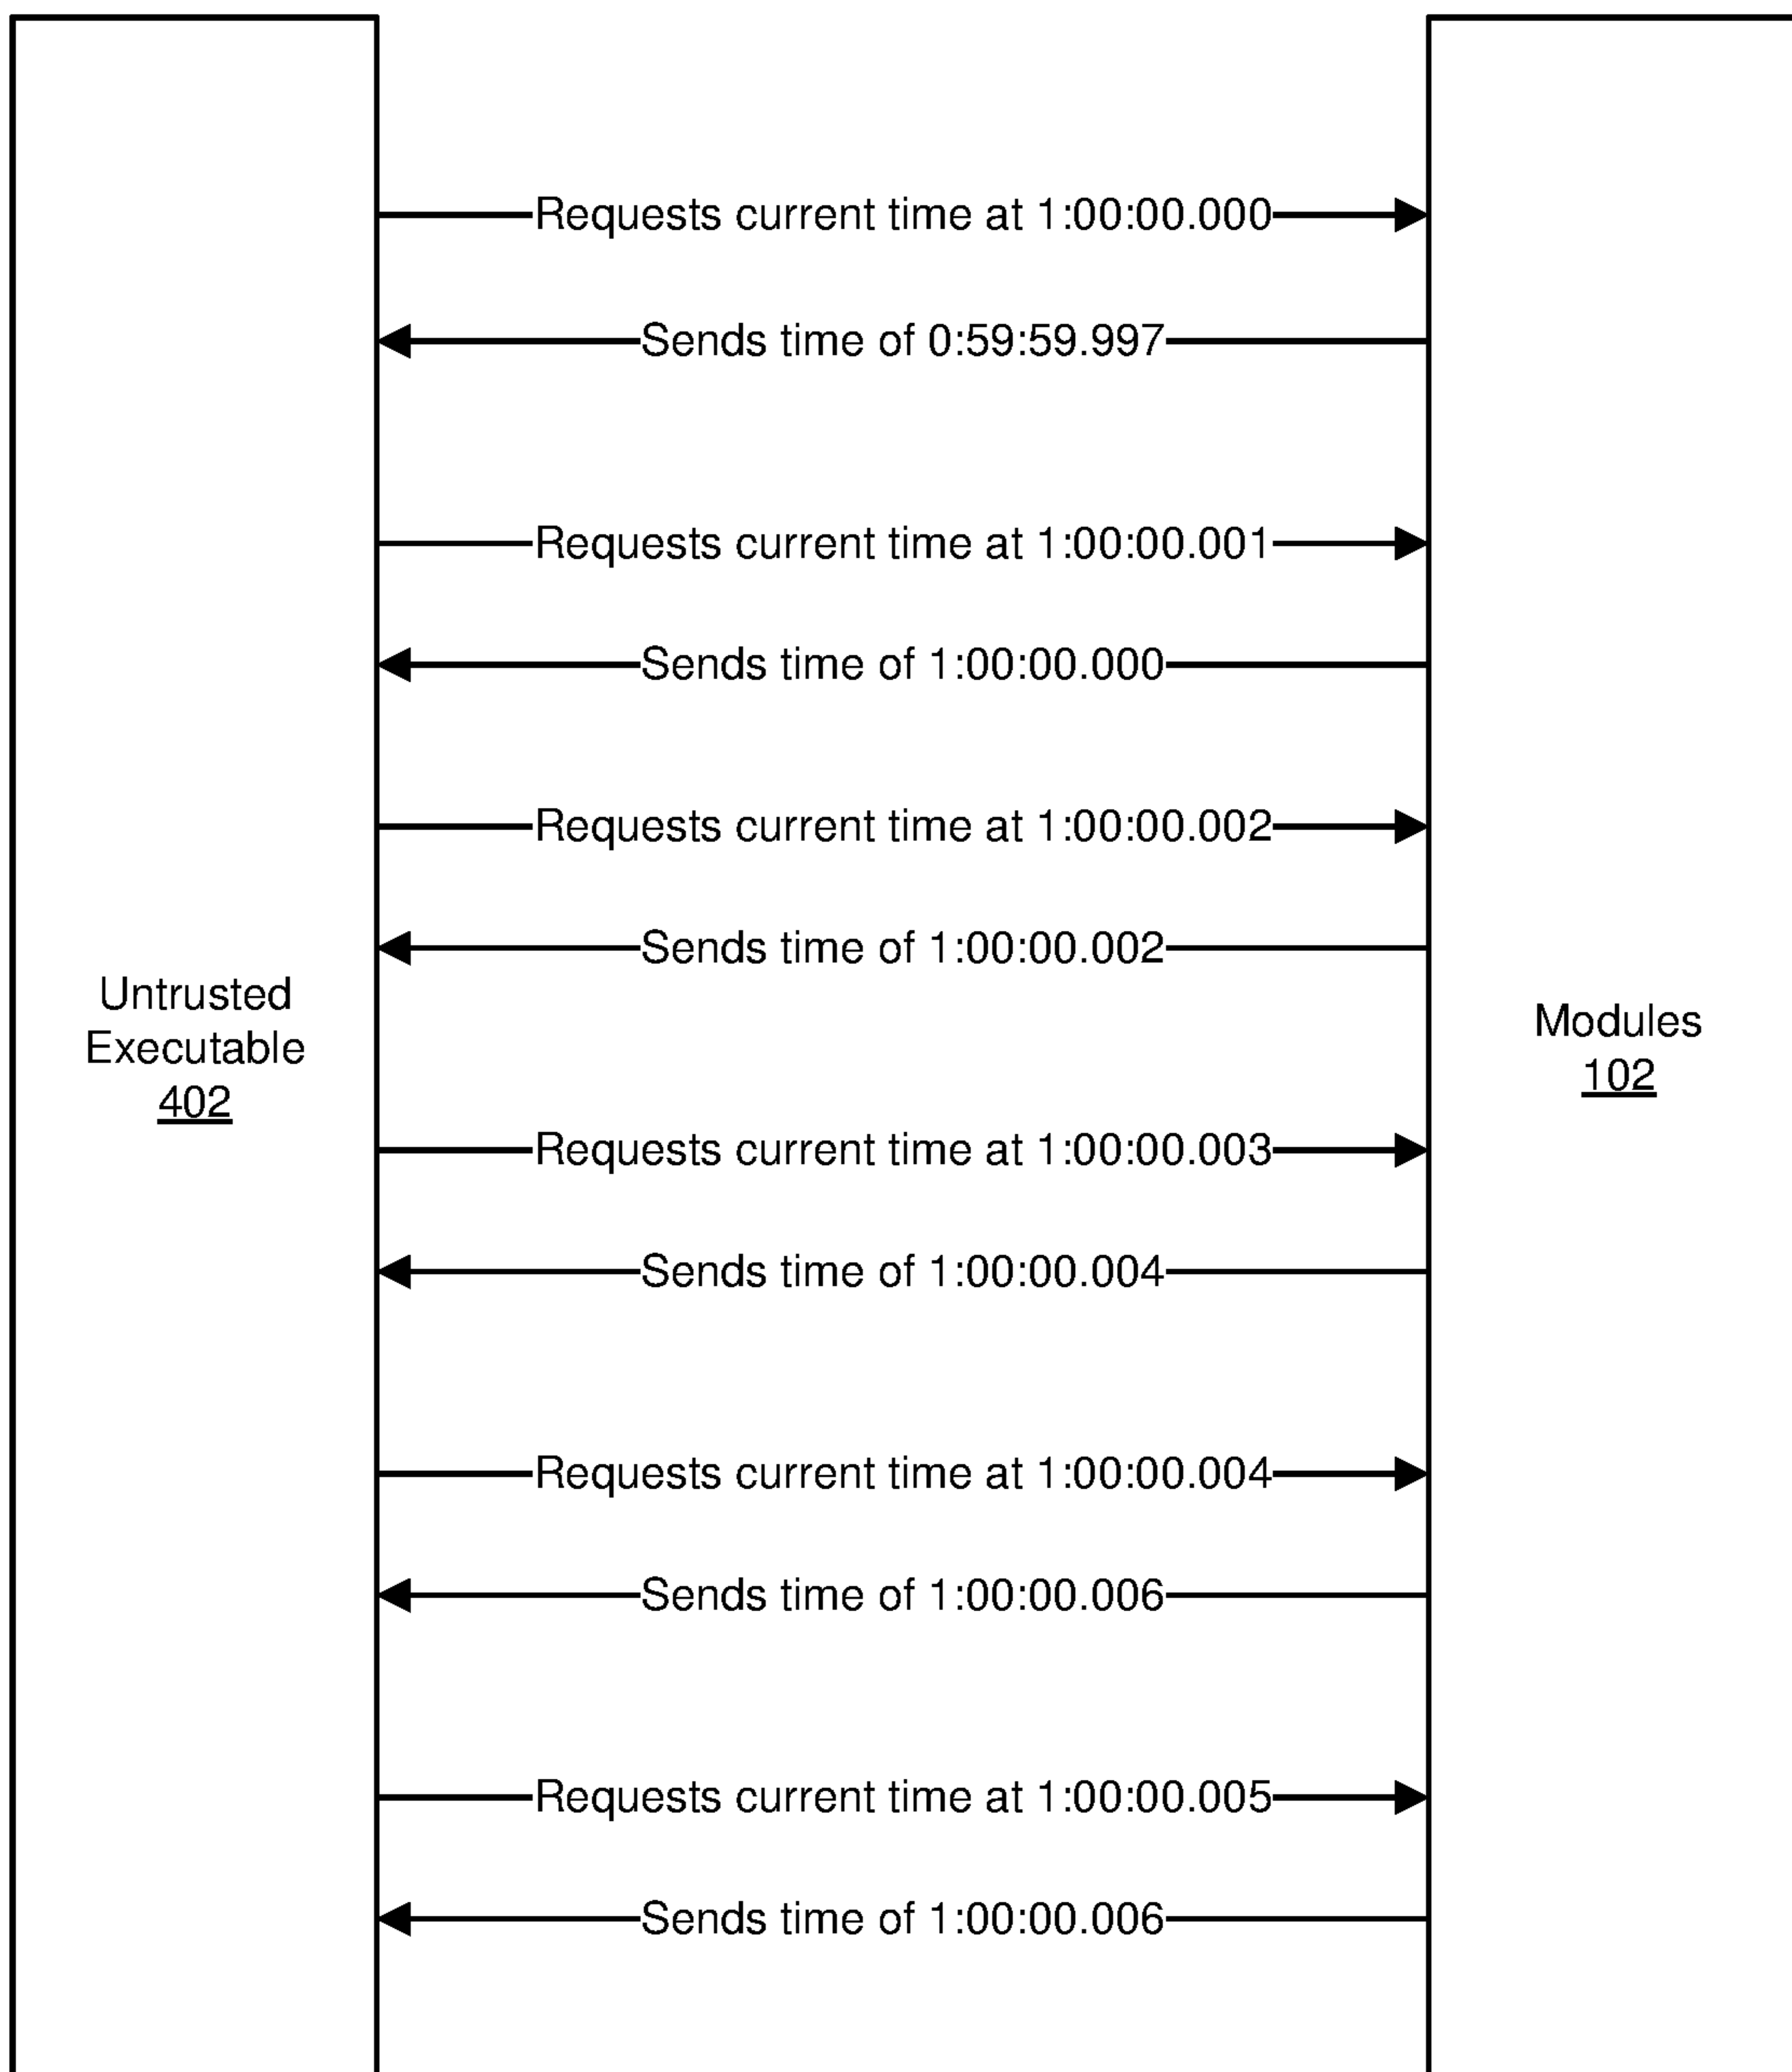 Requests current time at 1:00:00.000
Sends time of 0:59:59.997
Requests current time at 1:00:00.001
Sends time of 1:00:00.000
Requests current time at 1:00:00.002
Sends time of 1:00:00.002
Untrusted
Executable
402
Modules
102
Requests current time at 1:00:00.003
Sends time of 1:00:00.004
Requests current time at 1:00:00.004
Sends time of 1:00:00.006
Requests current time at 1:00:00.005
Sends time of 1:00:00.006